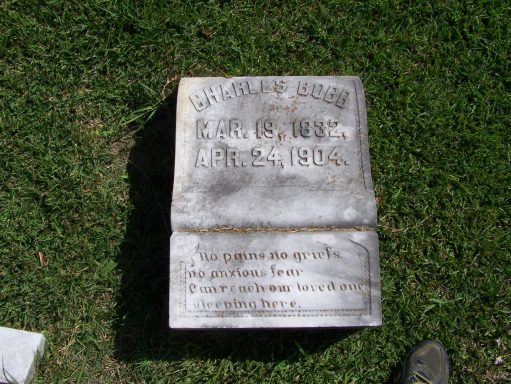 CHARLES BOBB
MAR. 19, 1832,
APR. 24, 1904.
No pains no griefs.
no anxious fear
Can reach our loved one
sleeping here.